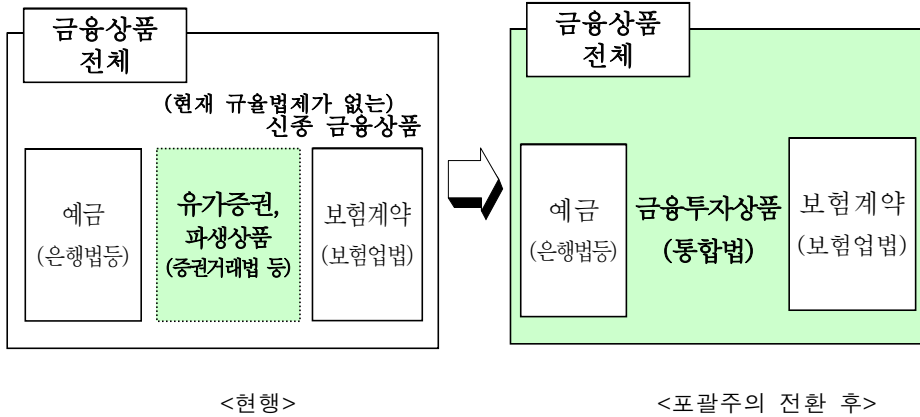 금융상품
전체
(현재 규율법제가 없는)
신종 금융상품
예금
(은행법등)
유가증권,
파생상품
(증권거래법 등)
보험계약
(보험업법)
<현행>
금융상품
전체
예금
(은행법등)
금융투자상품
(통합법)
보험계약
(보험업법)
<포괄주의 전환 후>